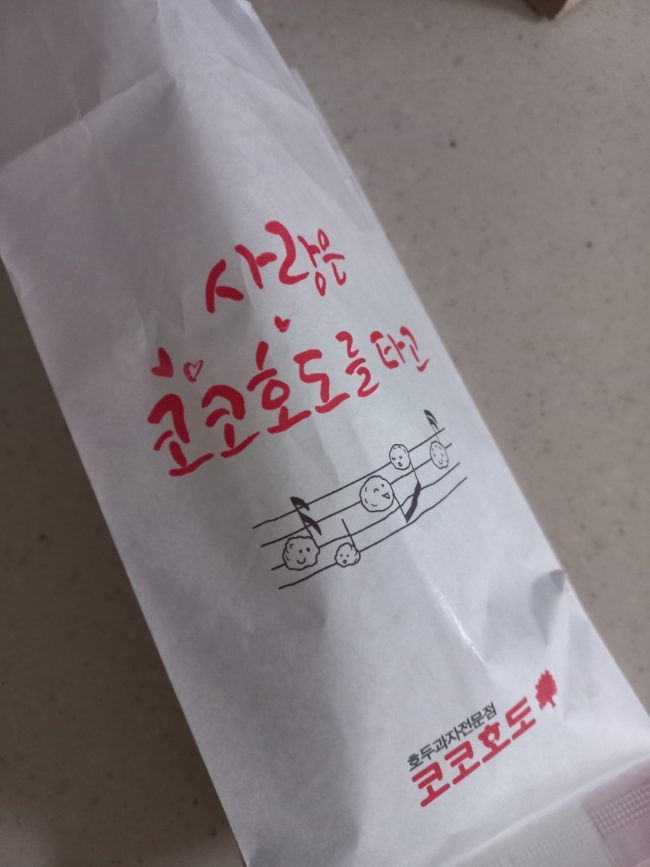 사랑은
코코호도를 타고
호두과자전문점
코코호도